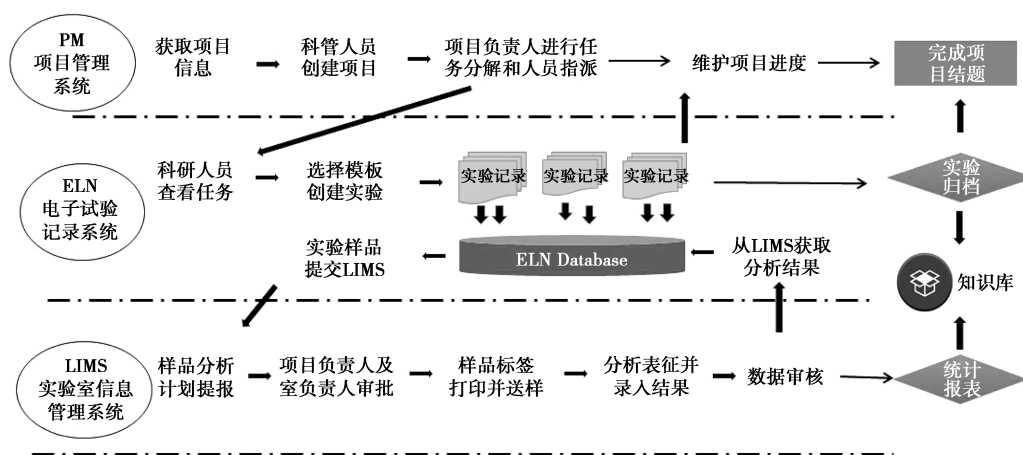 PM
项目管理
系统
获取项目
信息
科管人员
创建项目
项目负责人进行任
务分解和人员指派
维护项目进度
完成项
目结题
ELN
电子试验
记录系统
科研人员
查看任务
选择模板
创建实验
实验记录
实验记录
实验记录
实验
归档
实验样品
提交LIMS
ELN Database
从LIMS获取
分析结果
知识库
LIMS
实验室信息
管理系统
样品分析
计划提报
项目负责人及
室负责人审批
样品标签
打印并送样
分析表征并
录入结果
数据审核
统计
报表